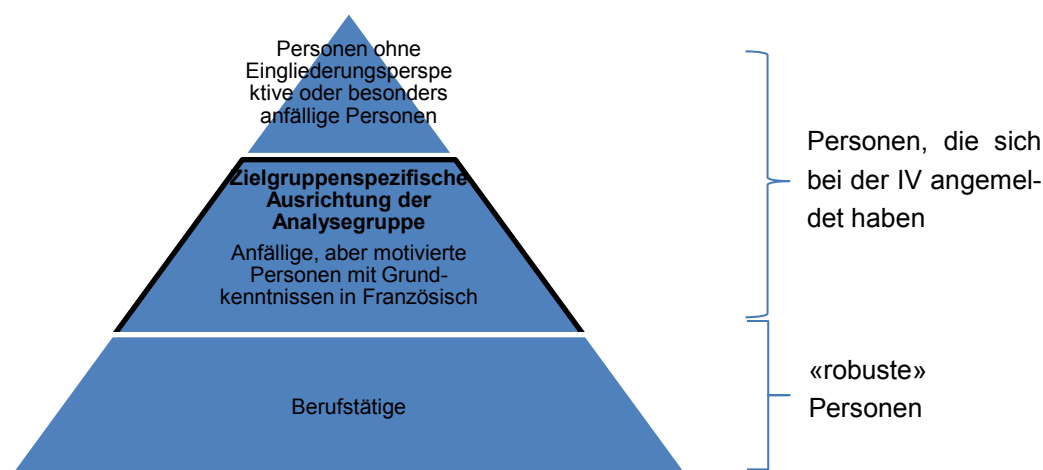 Personen ohne
Eingliederungsperspe
ktive oder besonders
anfällige Personen
Zielgruppenspezifische
Ausrichtung der
Analysegruppe
Anfällige, aber motivierte
Personen mit Grund-
kenntnissen in Französisch
Berufstätige
Personen, die sich
bei der IV angemel-
det haben
«robuste»
Personen